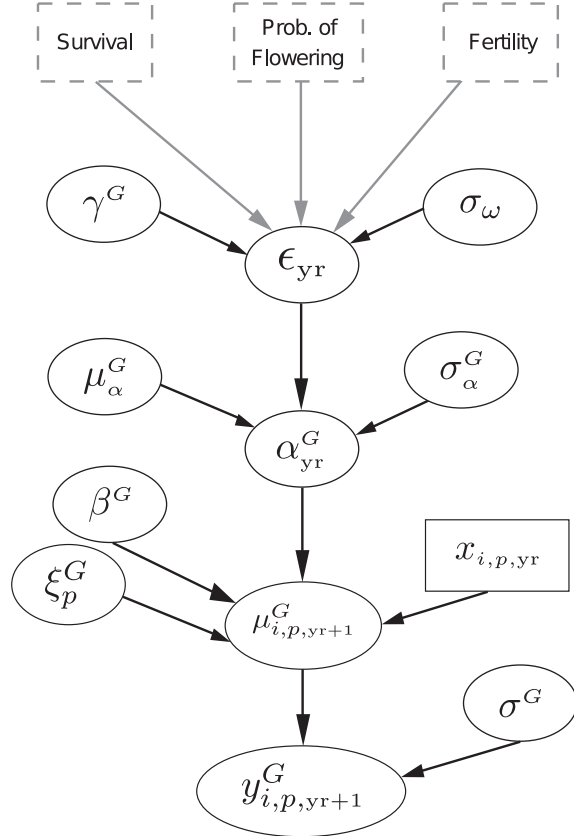 Survival
Prob. of
Flowering
Fertility
γ^G
σ_ω
ϵ_yr
μ_α^G
σ_α^G
α_yr^G
β^G
ξ_p^G
x_{i,p,yr}
μ_{i,p,yr+1}^G
σ^G
y_{i,p,yr+1}^G